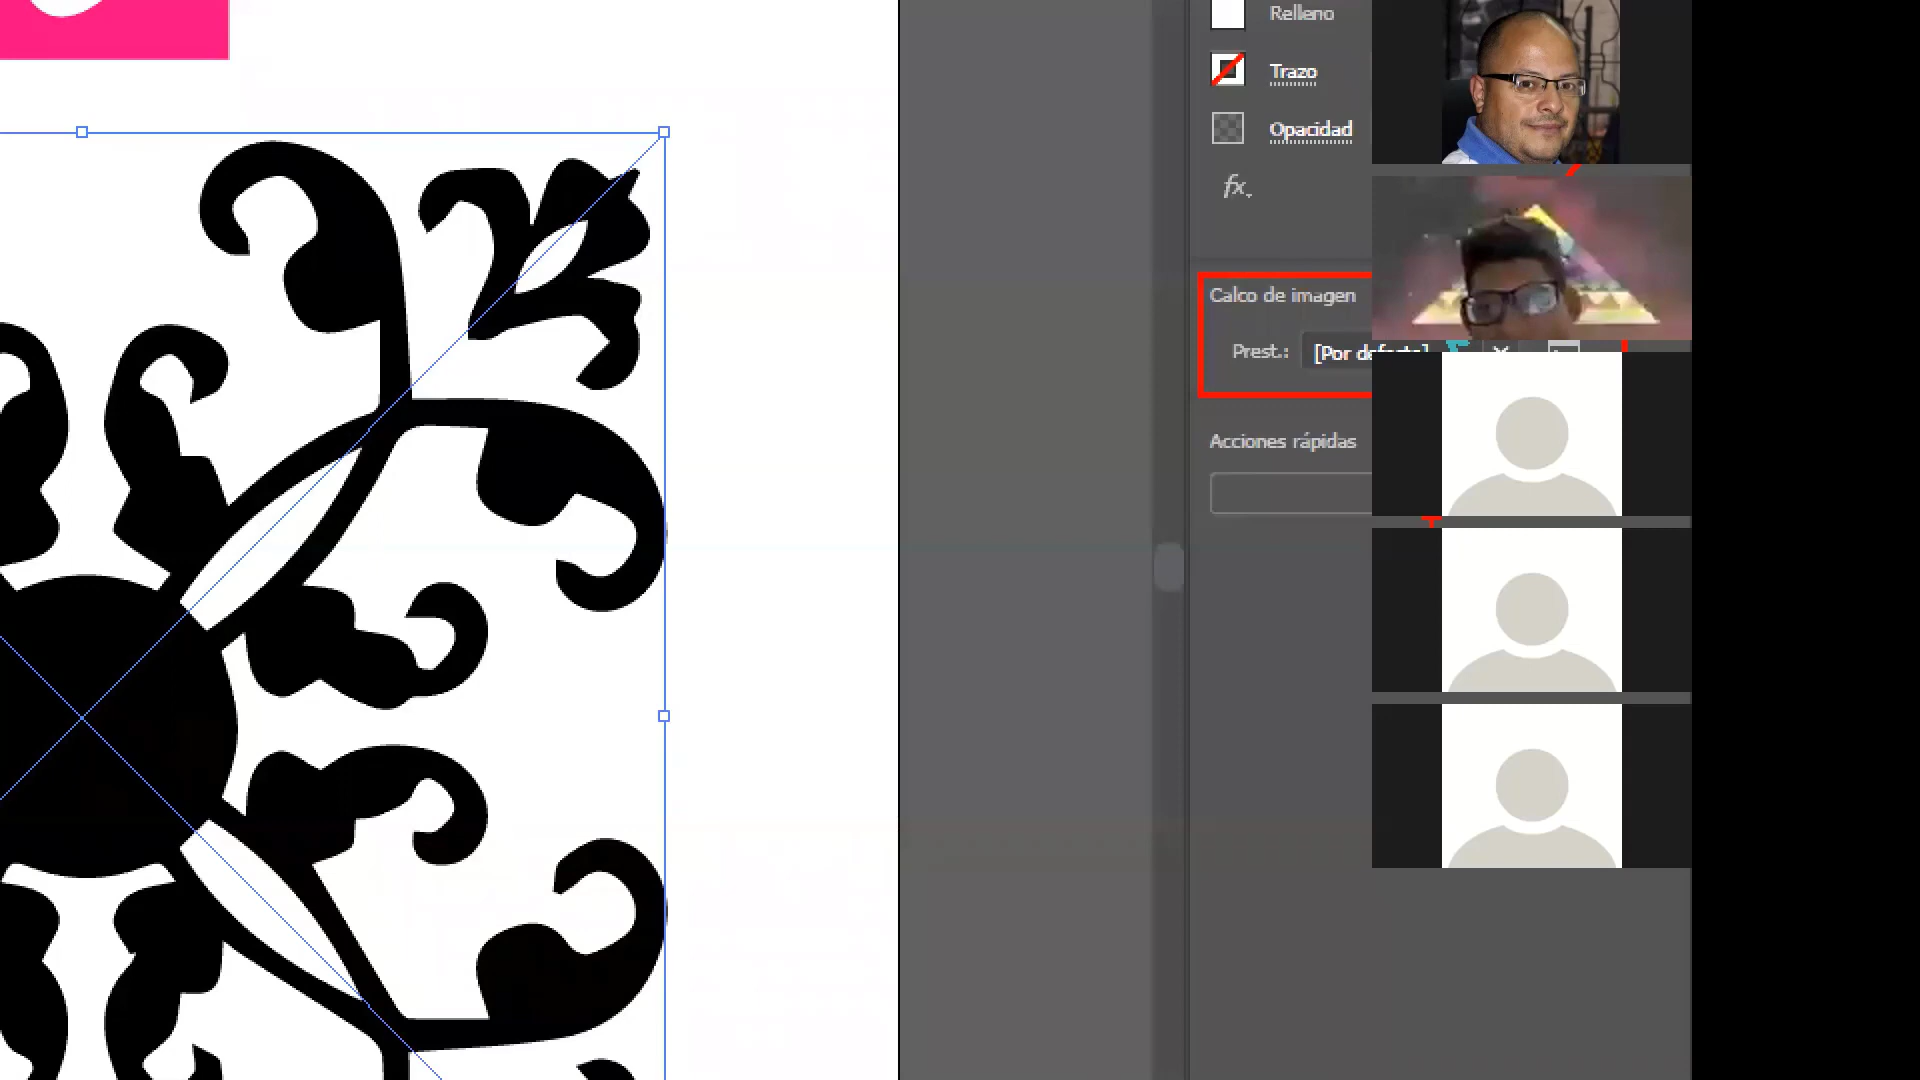 Relleno
Trazo
Opacidad
fx.
Calco de imagen
Prest.: [Por defecto]
Acciones rápidas